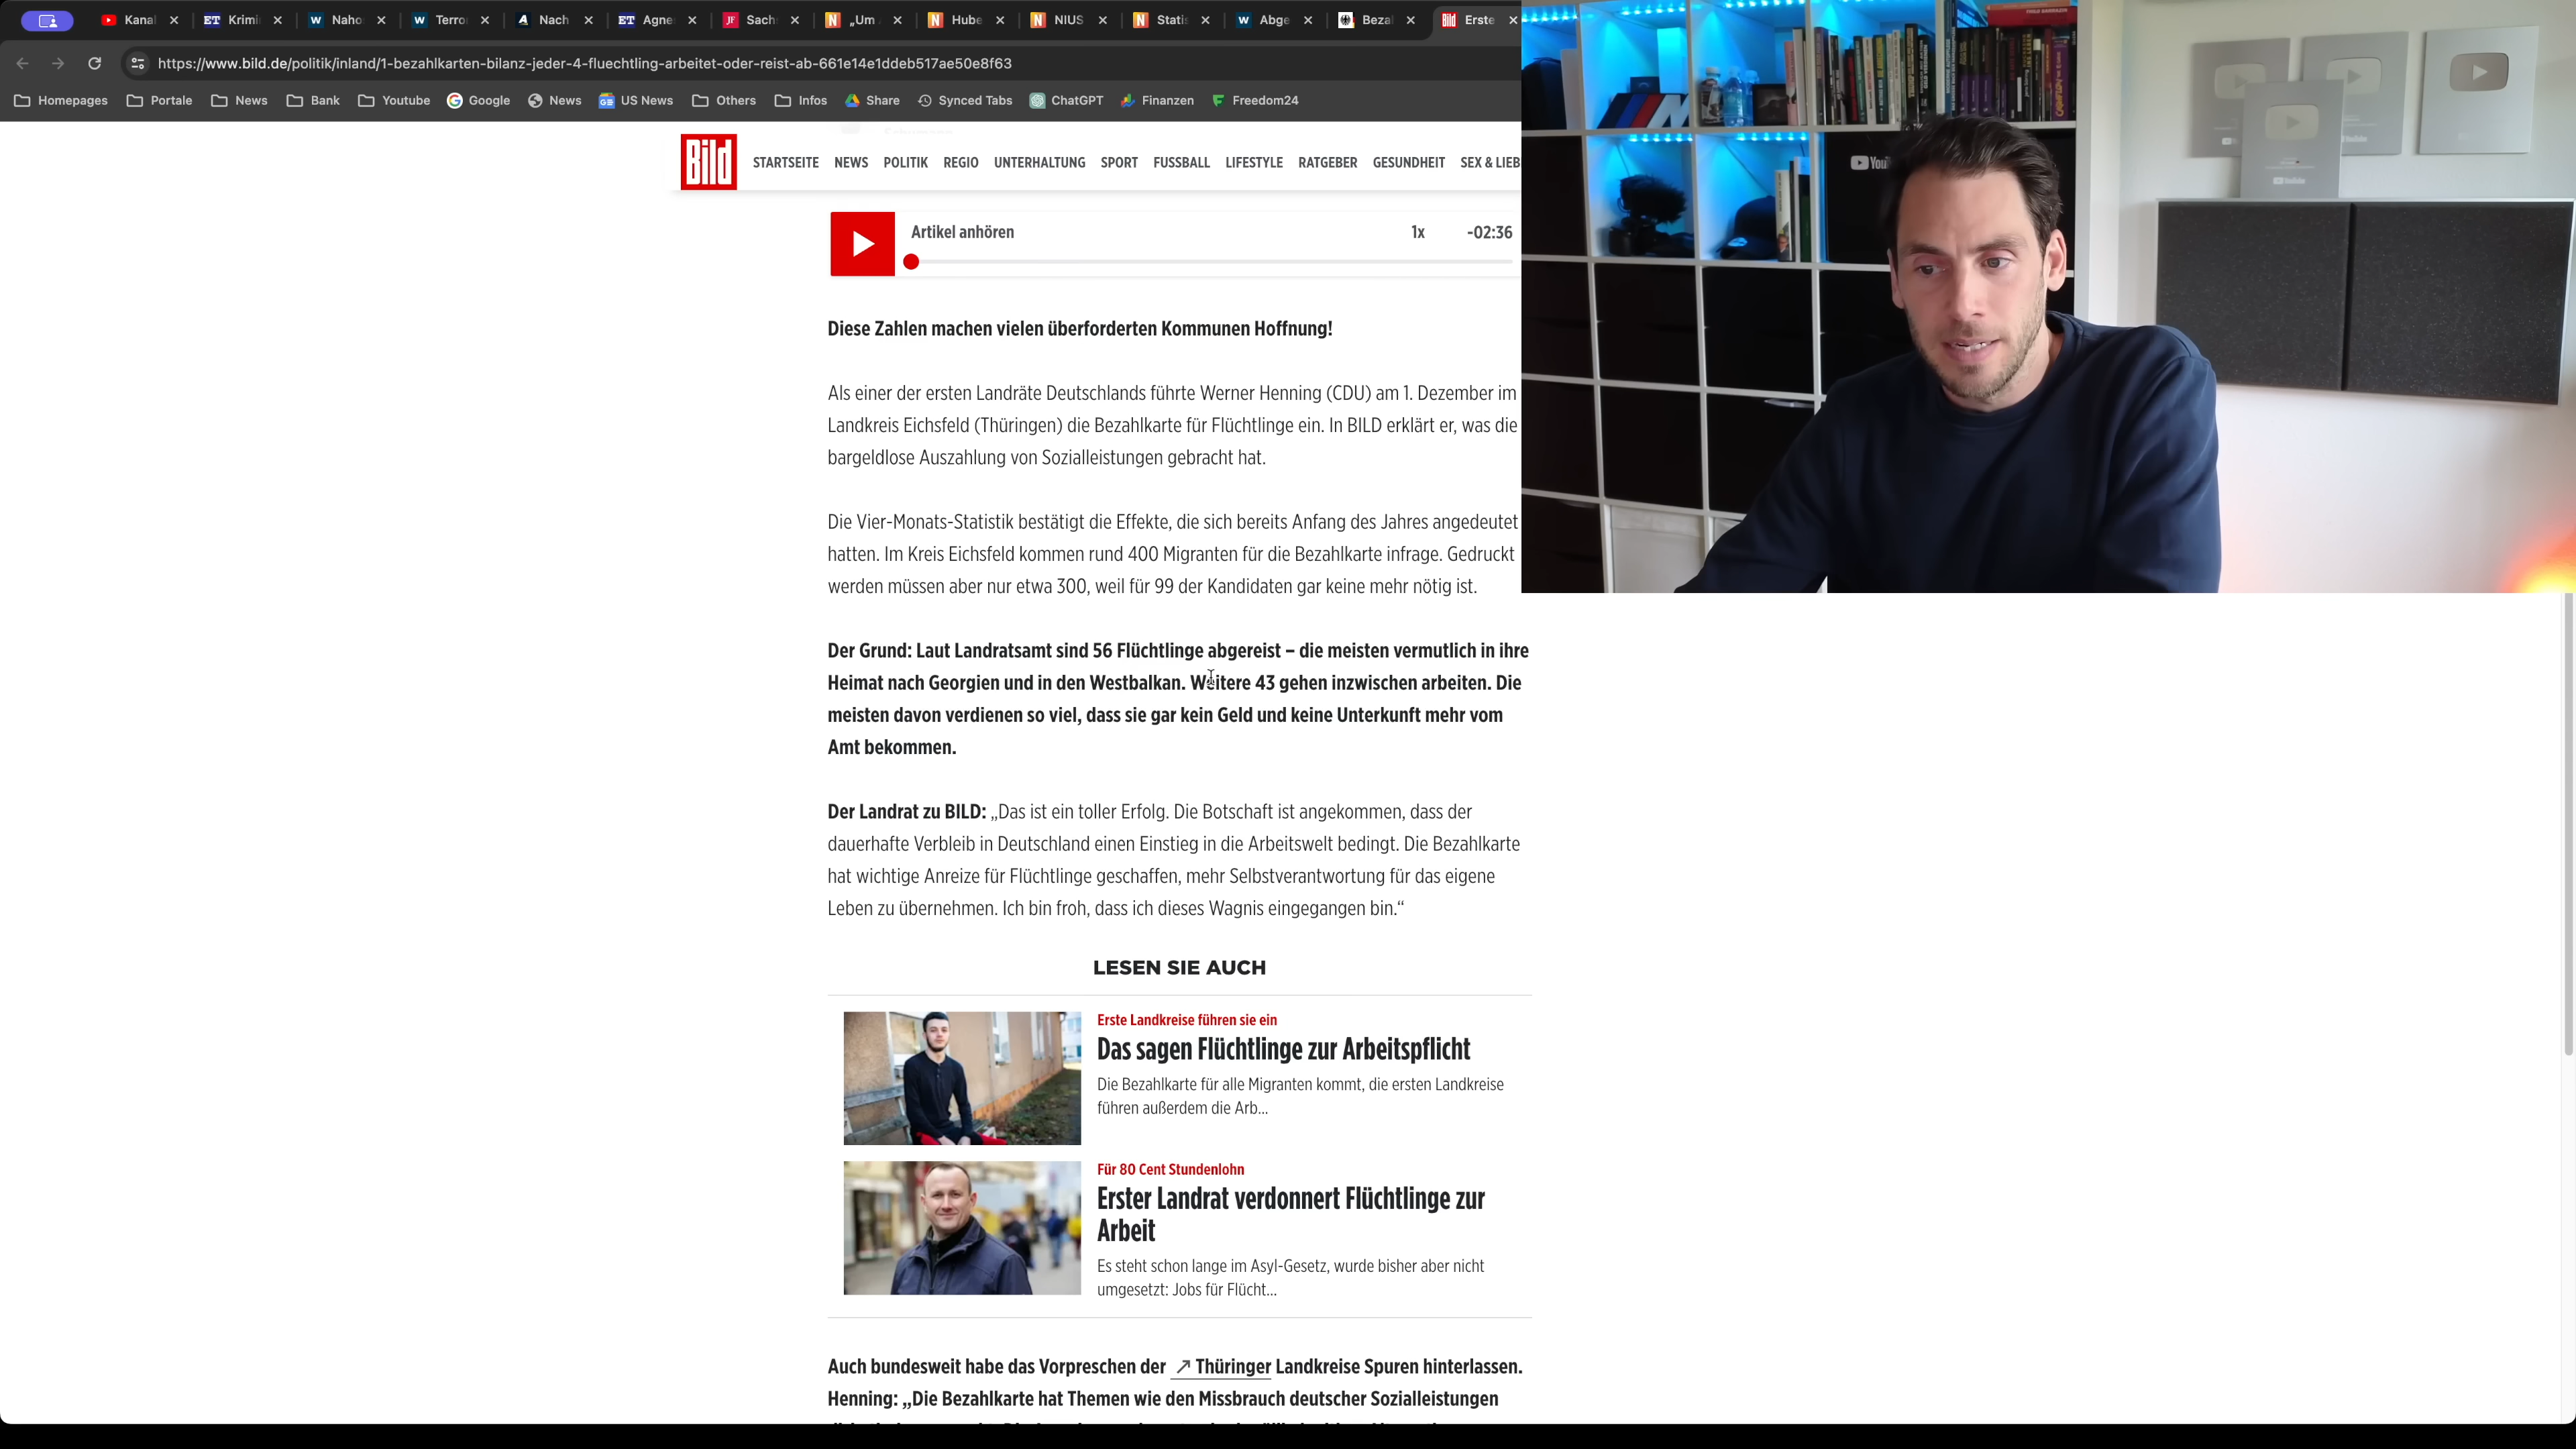 Kanal
ET Krimi
W Naho
W Terro
A Nach
ET Agne
JF Sach
N „Um
N Hube
N NIUS
N Statis
W Abge
Bezal
Bild Erste
https://www.bild.de/politik/inland/1-bezahlkarten-bilanz-jeder-4-fluechtling-arbeitet-oder-reist-ab-661e14e1ddeb517ae50e8f63
Homepages Portale News Bank Youtube Google News US News Others Infos Share Synced Tabs ChatGPT Finanzen Freedom24
Bild STARTSEITE NEWS POLITIK REGIO UNTERHALTUNG SPORT FUSSBALL LIFESTYLE RATGEBER GESUNDHEIT SEX & LIEB
Artikel anhören 1x -02:36
Diese Zahlen machen vielen überforderten Kommunen Hoffnung!
Als einer der ersten Landräte Deutschlands führte Werner Henning (CDU) am 1. Dezember im
Landkreis Eichsfeld (Thüringen) die Bezahlkarte für Flüchtlinge ein. In BILD erklärt er, was die
bargeldlose Auszahlung von Sozialleistungen gebracht hat.
Die Vier-Monats-Statistik bestätigt die Effekte, die sich bereits Anfang des Jahres angedeutet
hatten. Im Kreis Eichsfeld kommen rund 400 Migranten für die Bezahlkarte infrage. Gedruckt
werden müssen aber nur etwa 300, weil für 99 der Kandidaten gar keine mehr nötig ist.
Der Grund: Laut Landratsamt sind 56 Flüchtlinge abgereist – die meisten vermutlich in ihre
Heimat nach Georgien und in den Westbalkan. Weitere 43 gehen inzwischen arbeiten. Die
meisten davon verdienen so viel, dass sie gar kein Geld und keine Unterkunft mehr vom
Amt bekommen.
Der Landrat zu BILD: „Das ist ein toller Erfolg. Die Botschaft ist angekommen, dass der
dauerhafte Verbleib in Deutschland einen Einstieg in die Arbeitswelt bedingt. Die Bezahlkarte
hat wichtige Anreize für Flüchtlinge geschaffen, mehr Selbstverantwortung für das eigene
Leben zu übernehmen. Ich bin froh, dass ich dieses Wagnis eingegangen bin.“
LESEN SIE AUCH
Erste Landkreise führen sie ein
Das sagen Flüchtlinge zur Arbeitspflicht
Die Bezahlkarte für alle Migranten kommt, die ersten Landkreise
führen außerdem die Arb...
Für 80 Cent Stundenlohn
Erster Landrat verdonnert Flüchtlinge zur
Arbeit
Es steht schon lange im Asyl-Gesetz, wurde bisher aber nicht
umgesetzt: Jobs für Flücht...
Auch bundesweit habe das Vorpreschen der Thüringer Landkreise Spuren hinterlassen.
Henning: „Die Bezahlkarte hat Themen wie den Missbrauch deutscher Sozialleistungen